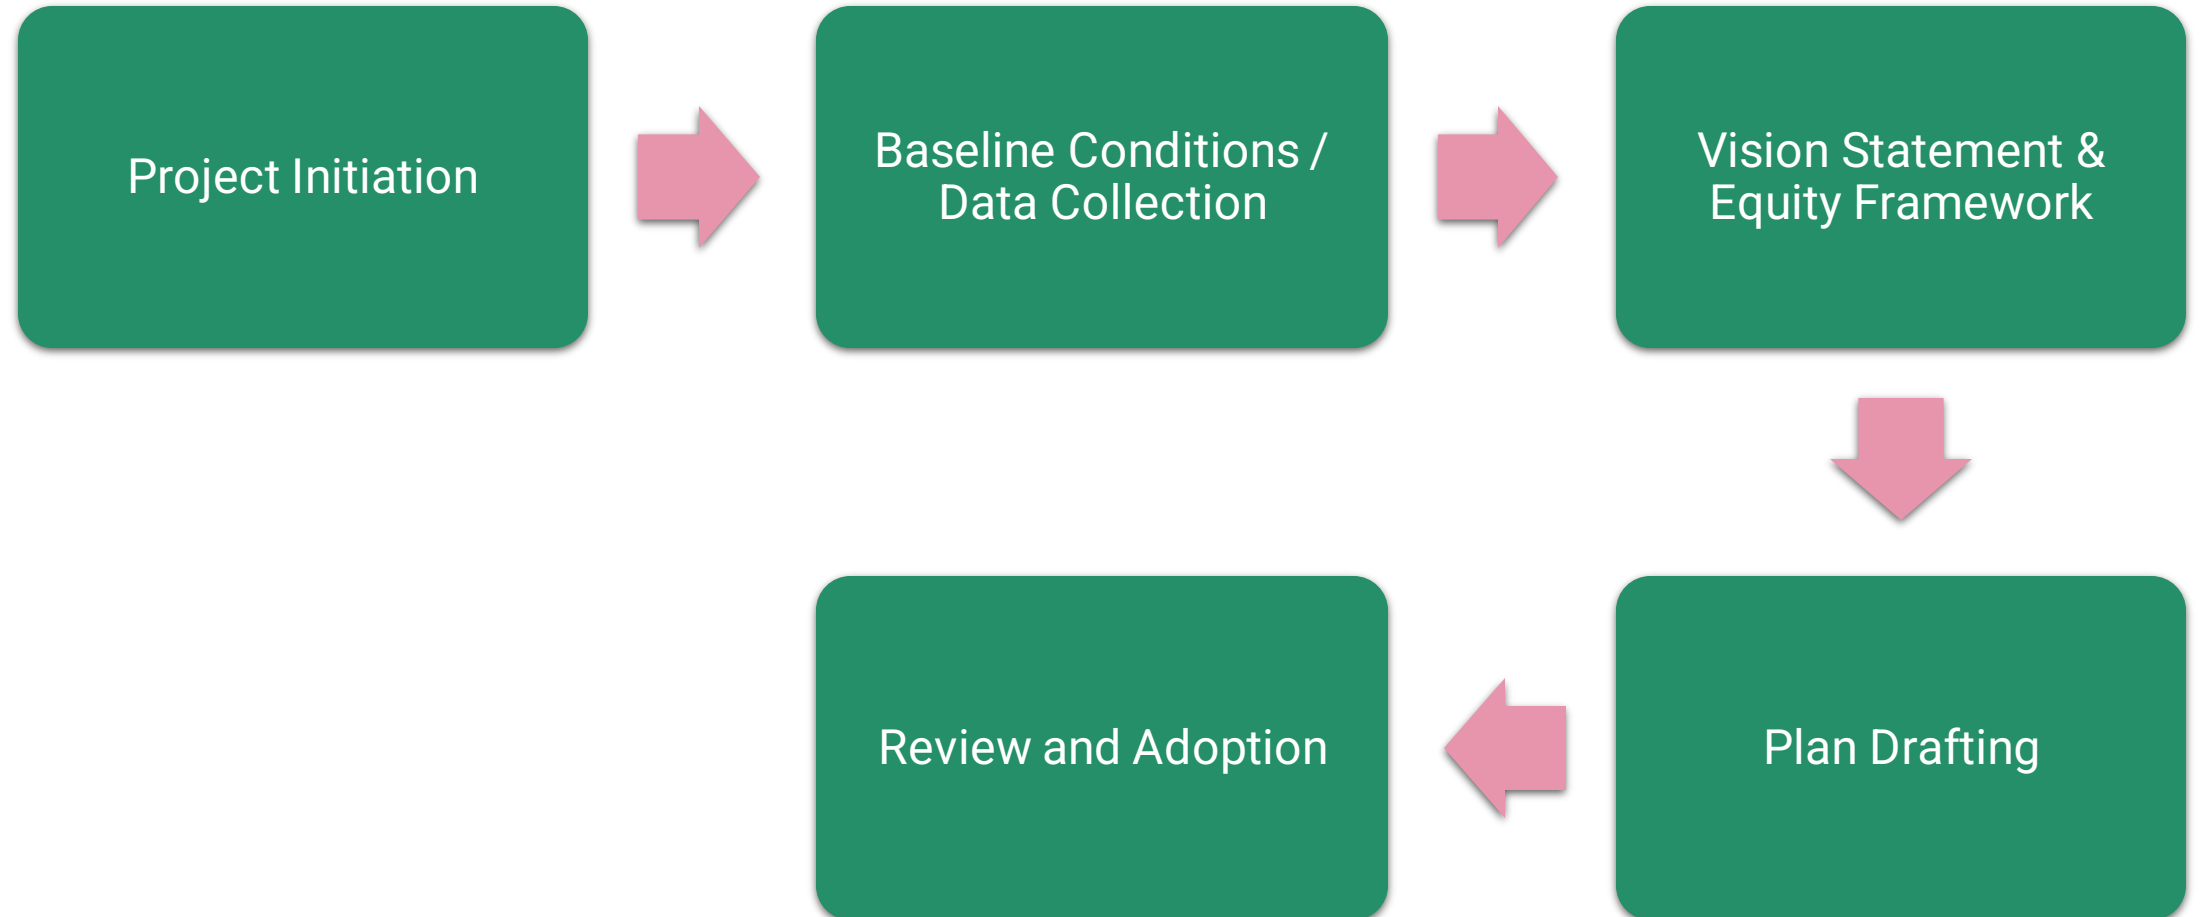 Project Initiation
Baseline Conditions /
Data Collection
Vision Statement &
Equity Framework
Plan Drafting
Review and Adoption